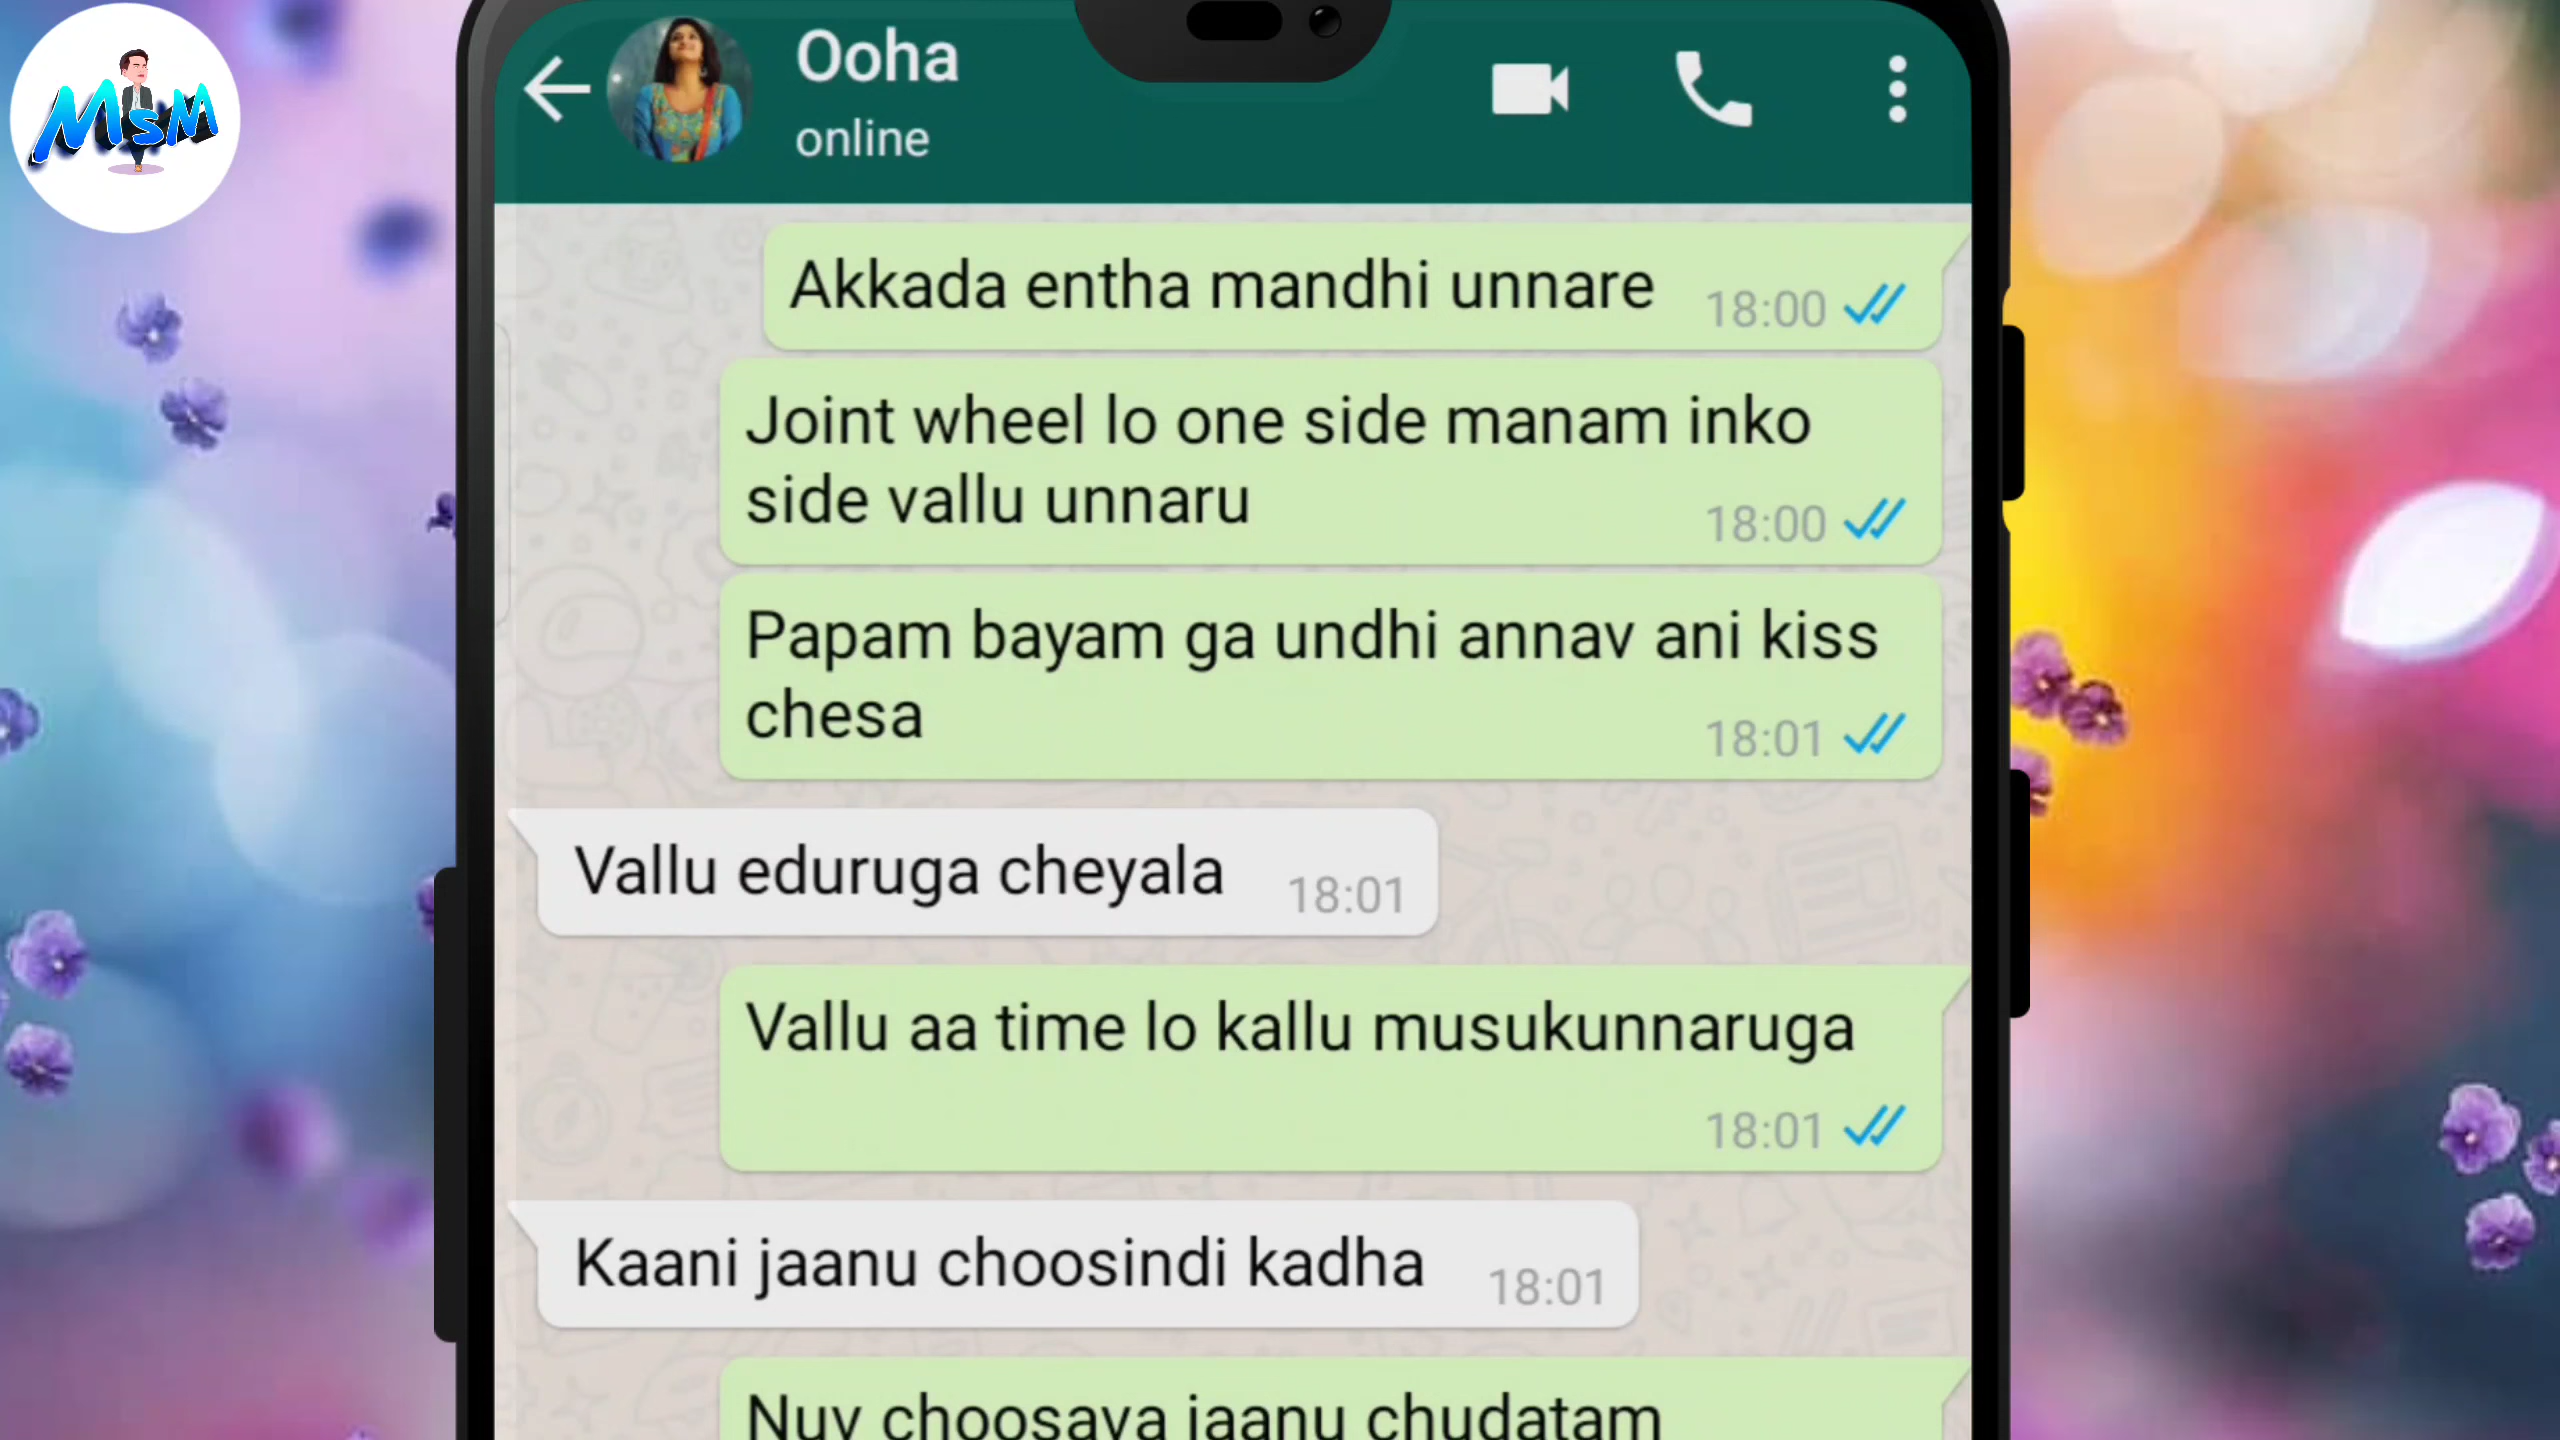 MSM
Ooha
online
Akkada entha mandhi unnare
18:00
Joint wheel lo one side manam inko
side vallu unnaru
18:00
Papam bayam ga undhi annav ani kiss
chesa
18:01
Vallu eduruga cheyala
18:01
Vallu aa time lo kallu musukunnaruga
18:01
Kaani jaanu choosindi kadha
18:01
Nuv choosava jaanu chudatam